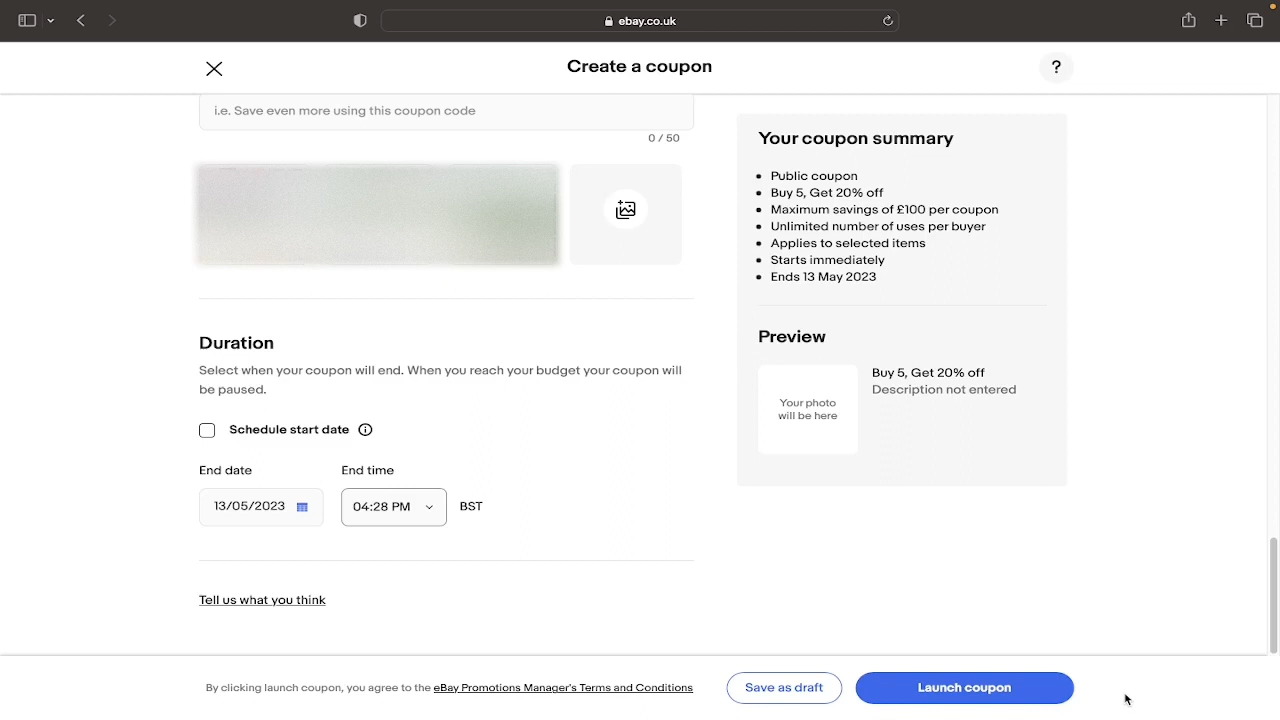 ebay.co.uk
Create a coupon
?
i.e. Save even more using this coupon code
0 / 50
Duration
Select when your coupon will end. When you reach your budget your coupon will
be paused.
Schedule start date
End date
End time
13/05/2023
04:28 PM
BST
Tell us what you think
Your coupon summary
Public coupon
Buy 5, Get 20% off
Maximum savings of £100 per coupon
Unlimited number of uses per buyer
Applies to selected items
Starts immediately
Ends 13 May 2023
Preview
Your photo
will be here
Buy 5, Get 20% off
Description not entered
By clicking launch coupon, you agree to the eBay Promotions Manager's Terms and Conditions
Save as draft
Launch coupon